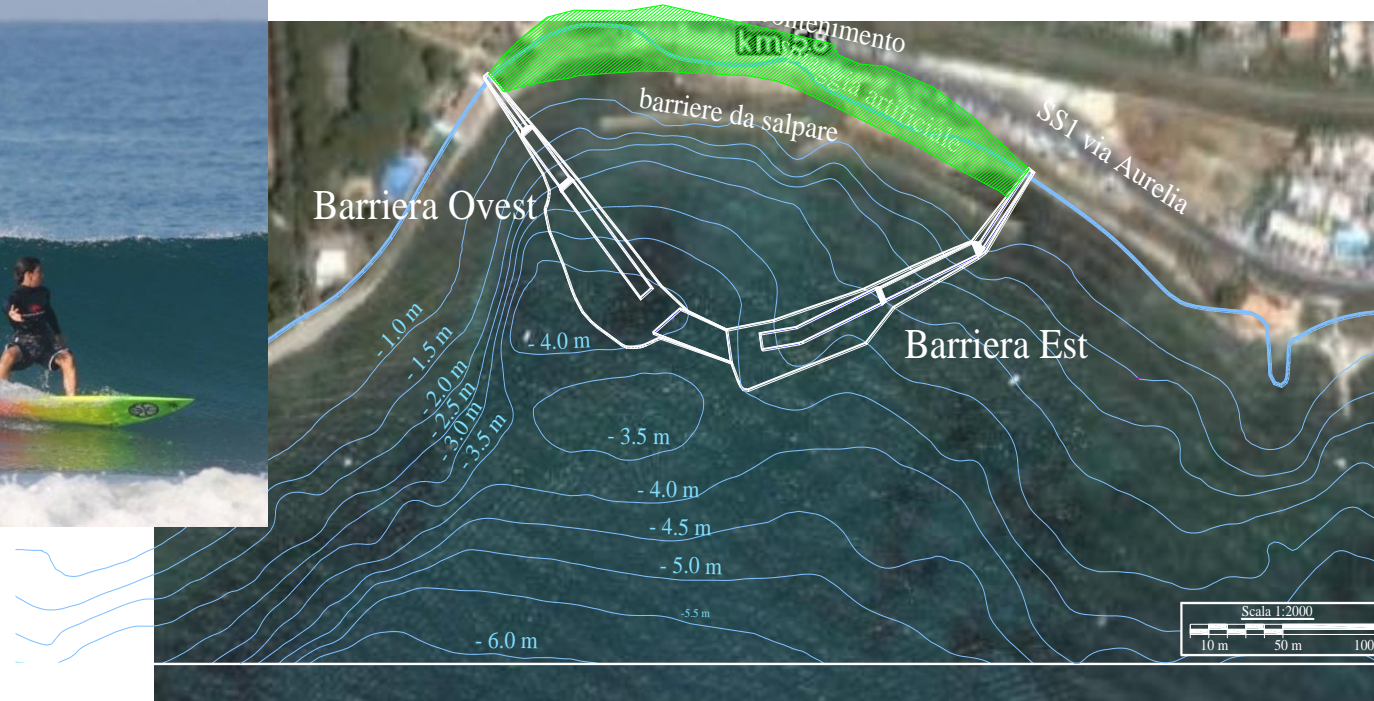 contenimento
km 58
spiaggia artificiale
barriere da salpare
SS1 via Aurelia
Barriera Ovest
Barriera Est
- 1.0 m
- 1.5 m
- 2.0 m
- 2.5 m
- 3.0 m
- 3.5 m
- 4.0 m
- 3.5 m
- 4.0 m
- 4.5 m
- 5.0 m
-5.5 m
- 6.0 m
Scala 1:2000
10 m 50 m 100